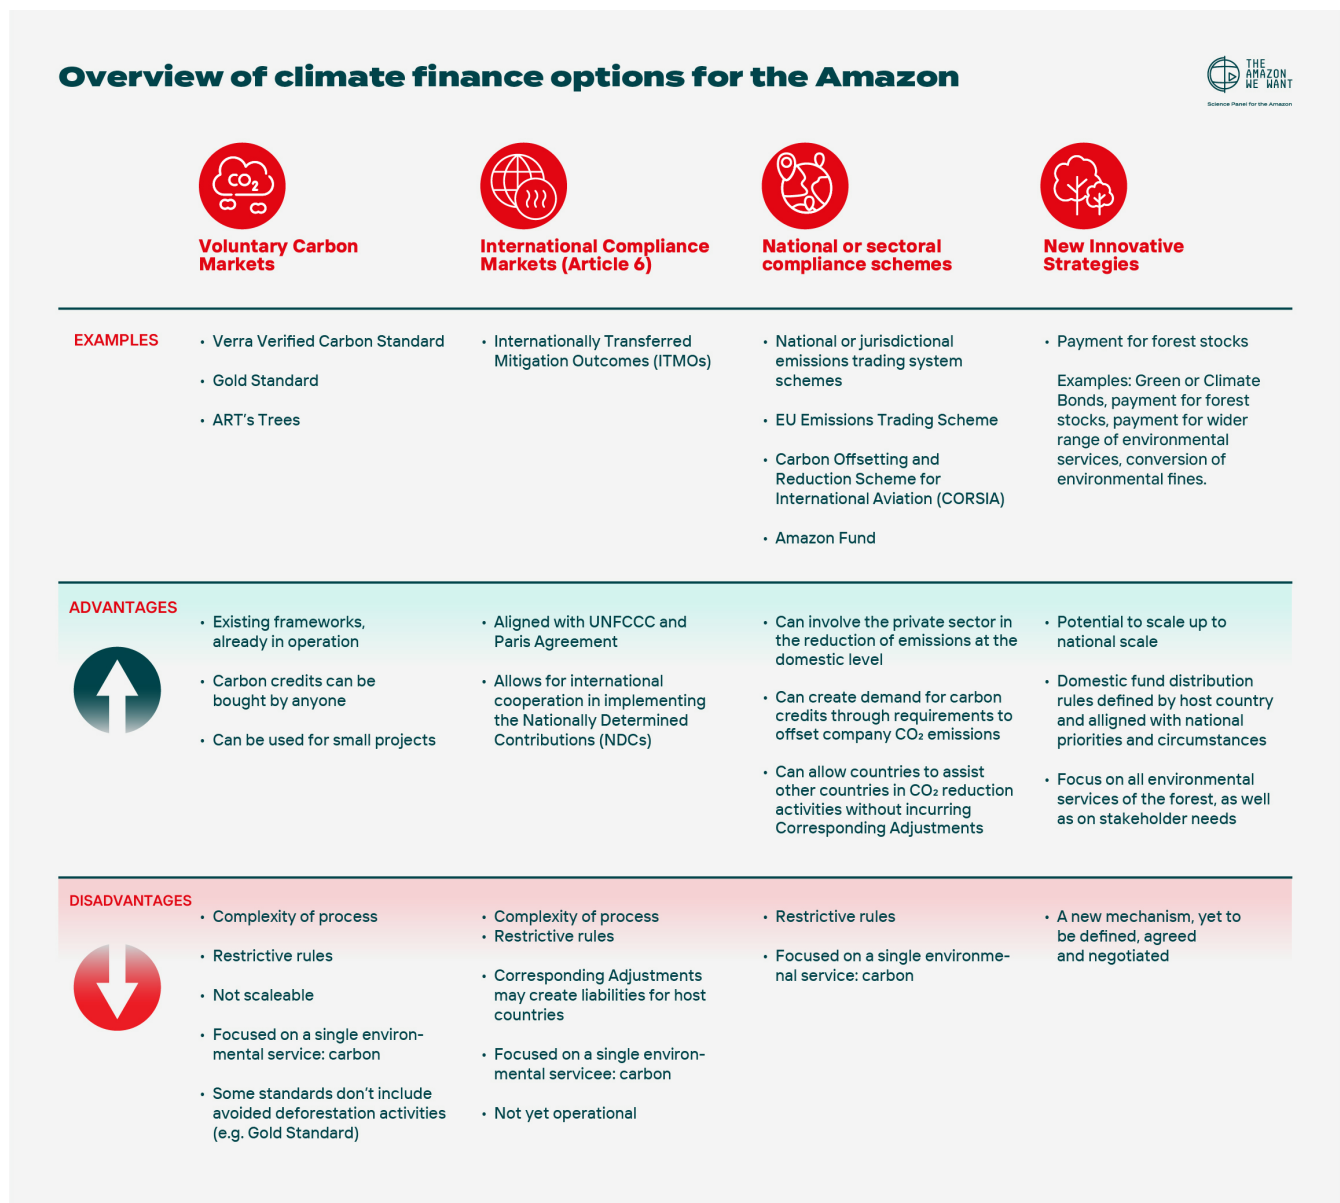 Overview of climate finance options for the Amazon
THE
AMAZON
WE WANT
Science Panel for the Amazon
CO₂
Voluntary Carbon
Markets
International Compliance
Markets (Article 6)
National or sectoral
compliance schemes
New Innovative
Strategies
EXAMPLES
• Verra Verified Carbon Standard
• Gold Standard
• ART's Trees
• Internationally Transferred
Mitigation Outcomes (ITMOs)
• National or jurisdictional
emissions trading system
schemes
• EU Emissions Trading Scheme
• Carbon Offsetting and
Reduction Scheme for
International Aviation (CORSIA)
• Amazon Fund
• Payment for forest stocks
Examples: Green or Climate
Bonds, payment for forest
stocks, payment for wider
range of environmental
services, conversion of
environmental fines.
ADVANTAGES
• Existing frameworks,
already in operation
• Carbon credits can be
bought by anyone
• Can be used for small projects
• Aligned with UNFCCC and
Paris Agreement
• Allows for international
cooperation in implementing
the Nationally Determined
Contributions (NDCs)
• Can involve the private sector in
the reduction of emissions at the
domestic level
• Can create demand for carbon
credits through requirements to
offset company CO₂ emissions
• Can allow countries to assist
other countries in CO₂ reduction
activities without incurring
Corresponding Adjustments
• Potential to scale up to
national scale
• Domestic fund distribution
rules defined by host country
and alligned with national
priorities and circumstances
• Focus on all environmental
services of the forest, as well
as on stakeholder needs
DISADVANTAGES
• Complexity of process
• Restrictive rules
• Not scaleable
• Focused on a single environ-
mental service: carbon
• Some standards don't include
avoided deforestation activities
(e.g. Gold Standard)
• Complexity of process
• Restrictive rules
• Corresponding Adjustments
may create liabilities for host
countries
• Focused on a single environ-
mental servicee: carbon
• Not yet operational
• Restrictive rules
• Focused on a single environme-
nal service: carbon
• A new mechanism, yet to
be defined, agreed
and negotiated